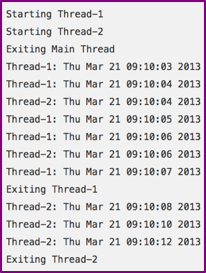 Starting Thread-1
Starting Thread-2
Exiting Main Thread
Thread-1: Thu Mar 21 09:10:03 2013
Thread-1: Thu Mar 21 09:10:04 2013
Thread-2: Thu Mar 21 09:10:04 2013
Thread-1: Thu Mar 21 09:10:05 2013
Thread-1: Thu Mar 21 09:10:06 2013
Thread-2: Thu Mar 21 09:10:06 2013
Thread-1: Thu Mar 21 09:10:07 2013
Exiting Thread-1
Thread-2: Thu Mar 21 09:10:08 2013
Thread-2: Thu Mar 21 09:10:10 2013
Thread-2: Thu Mar 21 09:10:12 2013
Exiting Thread-2